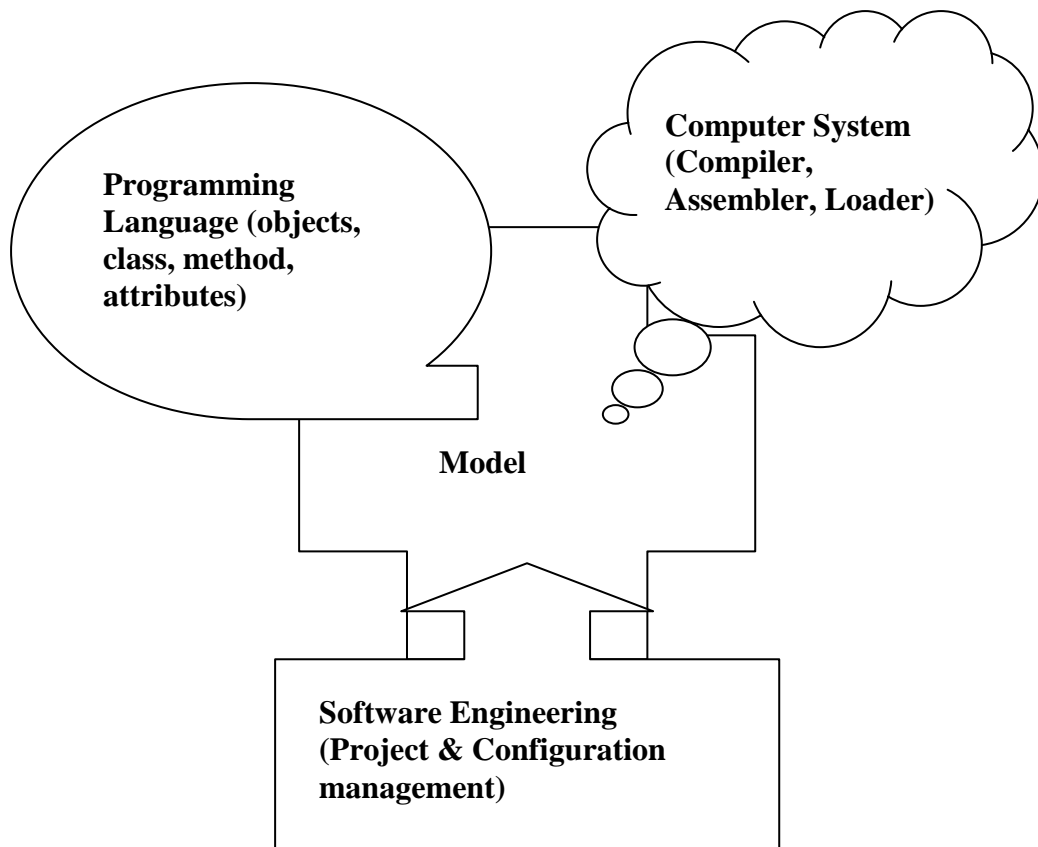 Programming
Language (objects,
class, method,
attributes)
Computer System
(Compiler,
Assembler, Loader)
Model
Software Engineering
(Project & Configuration
management)